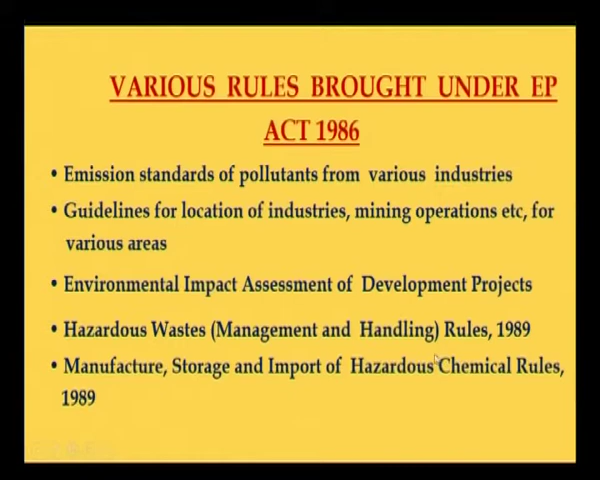 VARIOUS RULES BROUGHT UNDER EP
ACT 1986
• Emission standards of pollutants from various industries
• Guidelines for location of industries, mining operations etc, for
various areas
• Environmental Impact Assessment of Development Projects
• Hazardous Wastes (Management and Handling) Rules, 1989
• Manufacture, Storage and Import of Hazardous Chemical Rules,
1989